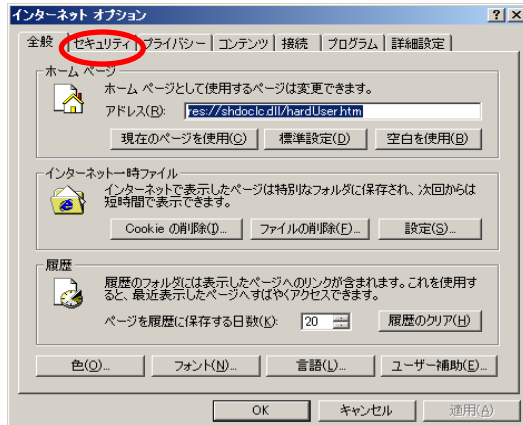 インターネット オプション
全般 セキュリティ プライバシー コンテンツ 接続 プログラム 詳細設定
ホーム ページ
ホーム ページとして使用するページは変更できます。
アドレス(R): res://shdoclc.dll/hardUser.htm
現在のページを使用(C) 標準設定(D) 空白を使用(B)
インターネット一時ファイル
インターネットで表示したページは特別なフォルダに保存され、次回からは
短時間で表示できます。
Cookie の削除(I)... ファイルの削除(F)... 設定(S)...
履歴
履歴のフォルダには表示したページへのリンクが含まれます。これを使用す
ると、最近表示したページへすばやくアクセスできます。
ページを履歴に保存する日数(K): 20 履歴のクリア(H)
色(O)... フォント(N)... 言語(L)... ユーザー補助(E)...
OK キャンセル 適用(A)